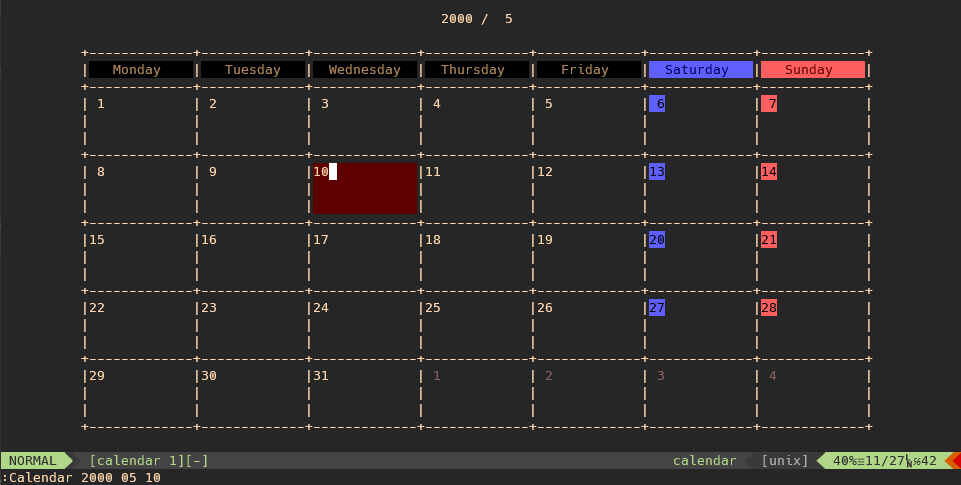 2000 /  5
Monday Tuesday Wednesday Thursday Friday Saturday Sunday
1 2 3 4 5 6 7
8 9 10 11 12 13 14
15 16 17 18 19 20 21
22 23 24 25 26 27 28
29 30 31 1 2 3 4
NORMAL [calendar 1][-] calendar [unix] 40%≡11/27 42
:Calendar 2000 05 10